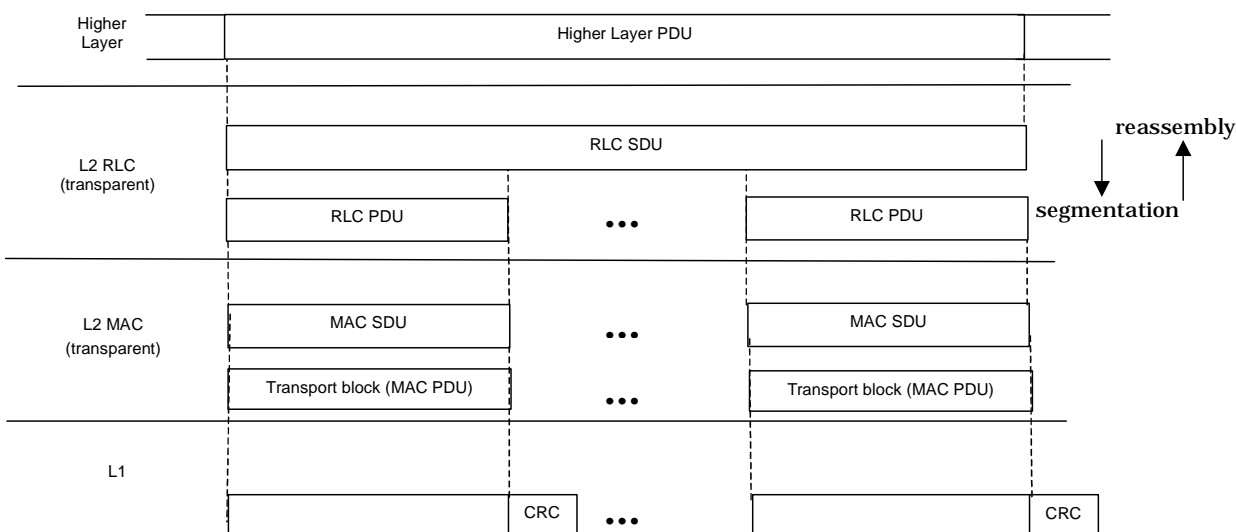 Higher
Layer
Higher Layer PDU
reassembly
RLC SDU
L2 RLC
(transparent)
segmentation
RLC PDU
•••
RLC PDU
L2 MAC
(transparent)
MAC SDU
•••
MAC SDU
Transport block (MAC PDU)
•••
Transport block (MAC PDU)
L1
CRC
•••
CRC